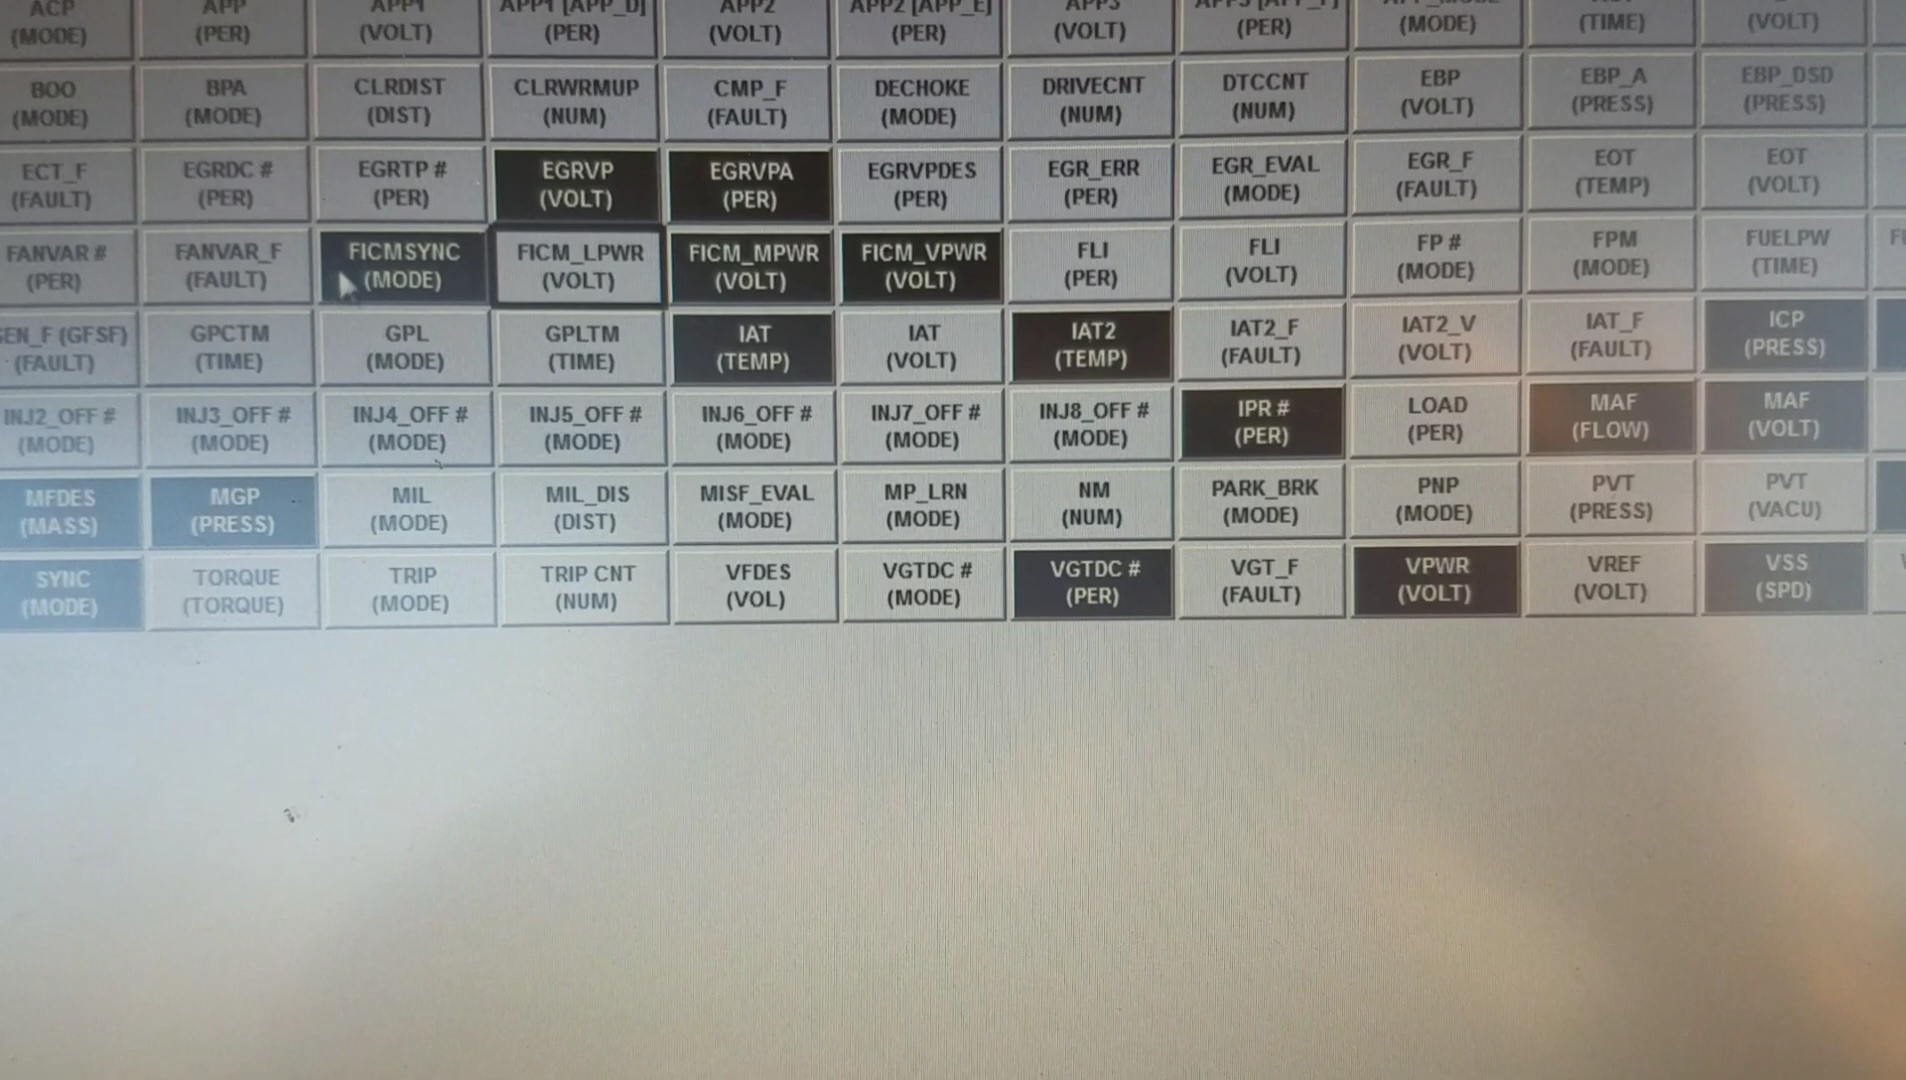 ACP APP APP1 APP1 [APP_D] APP2 APP2 [APP_E] APP3
(MODE) (PER) (VOLT) (PER) (VOLT) (PER) (VOLT) (PER) (MODE) (TIME) (VOLT)
BOO BPA CLRDIST CLRWRMUP CMP_F DECHOKE DRIVECNT DTCCNT EBP EBP_A EBP_DSD
(MODE) (MODE) (DIST) (NUM) (FAULT) (MODE) (NUM) (NUM) (VOLT) (PRESS) (PRESS)
ECT_F EGRDC # EGRTP # EGRVP EGRVPA EGRVPDES EGR_ERR EGR_EVAL EGR_F EOT EOT
(FAULT) (PER) (PER) (VOLT) (PER) (PER) (PER) (MODE) (FAULT) (TEMP) (VOLT)
FANVAR # FANVAR_F FICMSYNC FICM_LPWR FICM_MPWR FICM_VPWR FLI FLI FP # FPM FUELPW
(PER) (FAULT) (MODE) (VOLT) (VOLT) (VOLT) (PER) (VOLT) (MODE) (MODE) (TIME)
EN_F (GFSF) GPCTM GPL GPLTM IAT IAT IAT2 IAT2_F IAT2_V IAT_F ICP
(FAULT) (TIME) (MODE) (TIME) (TEMP) (VOLT) (TEMP) (FAULT) (VOLT) (FAULT) (PRESS)
INJ2_OFF # INJ3_OFF # INJ4_OFF # INJ5_OFF # INJ6_OFF # INJ7_OFF # INJ8_OFF # IPR # LOAD MAF MAF
(MODE) (MODE) (MODE) (MODE) (MODE) (MODE) (MODE) (PER) (PER) (FLOW) (VOLT)
MFDES MGP MIL MIL_DIS MISF_EVAL MP_LRN NM PARK_BRK PNP PVT PVT
(MASS) (PRESS) (MODE) (DIST) (MODE) (MODE) (NUM) (MODE) (MODE) (PRESS) (VACU)
SYNC TORQUE TRIP TRIP CNT VFDES VGTDC # VGTDC # VGT_F VPWR VREF VSS
(MODE) (TORQUE) (MODE) (NUM) (VOL) (MODE) (PER) (FAULT) (VOLT) (VOLT) (SPD)